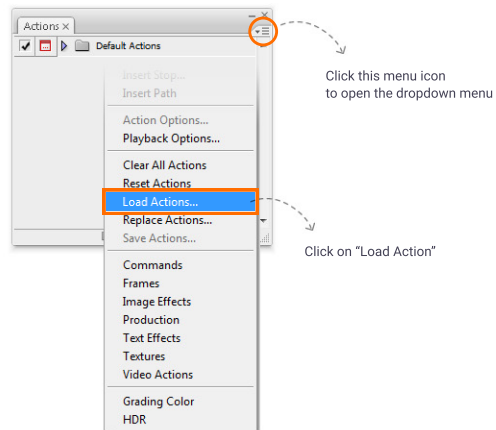 Actions ×
Default Actions
Insert Stop...
Insert Path
Action Options...
Playback Options...
Clear All Actions
Reset Actions
Load Actions...
Replace Actions...
Save Actions...
Commands
Frames
Image Effects
Production
Text Effects
Textures
Video Actions
Grading Color
HDR
Click this menu icon
to open the dropdown menu
Click on “Load Action”